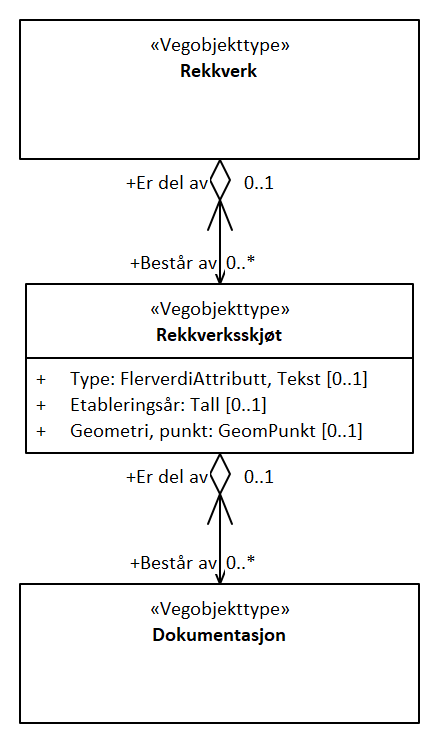 «Vegobjekttype»
Rekkverk
+Er del av 0..1
+Består av 0..*
«Vegobjekttype»
Rekkverksskjøt
+ Type: FlerverdiAttributt, Tekst [0..1]
+ Etableringsår: Tall [0..1]
+ Geometri, punkt: GeomPunkt [0..1]
+Er del av 0..1
+Består av 0..*
«Vegobjekttype»
Dokumentasjon